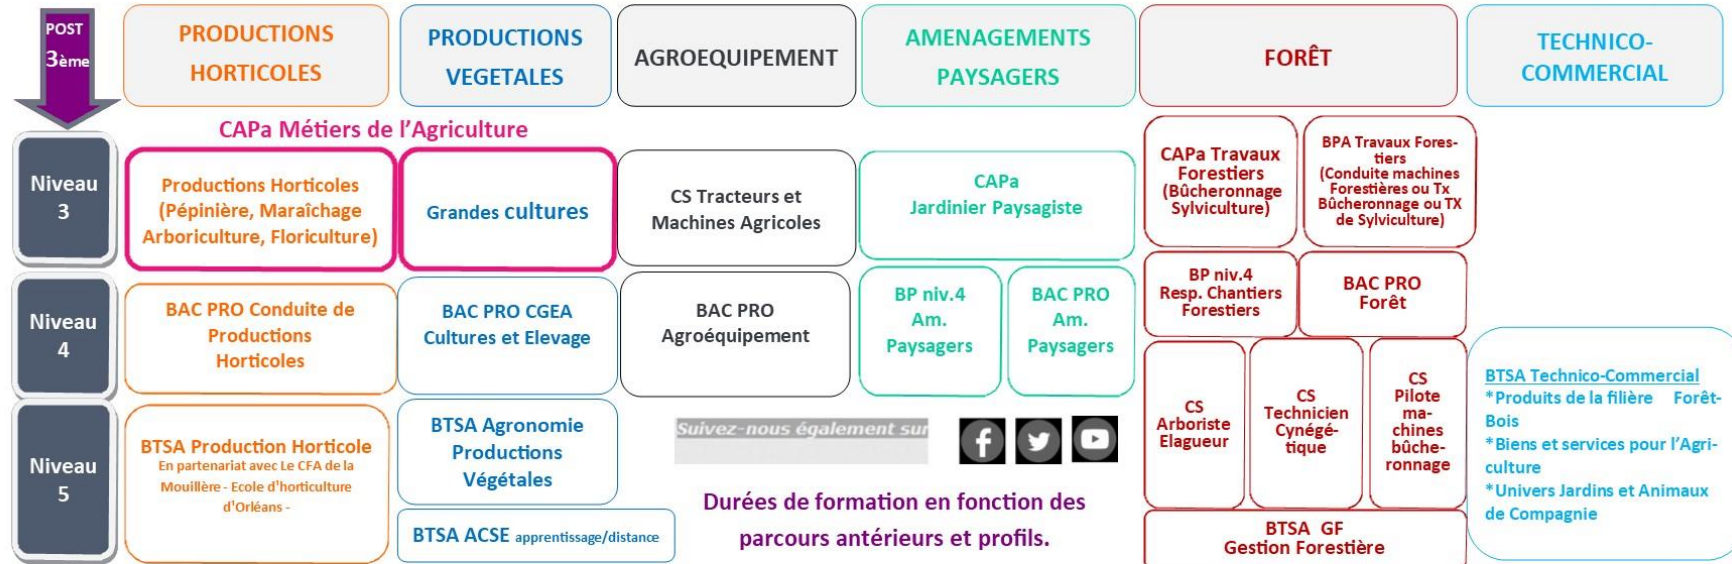 POST
3ème
PRODUCTIONS
HORTICOLES
PRODUCTIONS
VEGETALES
AGROEQUIPEMENT
AMENAGEMENTS
PAYSAGERS
FORÊT
TECHNICO-
COMMERCIAL
CAPa Métiers de l'Agriculture
Niveau
3
Productions Horticoles
(Pépinière, Maraîchage
Arboriculture, Floriculture)
Grandes cultures
CS Tracteurs et
Machines Agricoles
CAPa
Jardinier Paysagiste
CAPa Travaux
Forestiers
(Bûcheronnage
Sylviculture)
BPA Travaux Fores-
tiers
(Conduite machines
Forestières ou Tx
Bûcheronnage ou TX
de Sylviculture)
Niveau
4
BAC PRO Conduite de
Productions
Horticoles
BAC PRO CGEA
Cultures et Elevage
BAC PRO
Agroéquipement
BP niv.4
Am.
Paysagers
BAC PRO
Am.
Paysagers
BP niv.4
Resp. Chantiers
Forestiers
BAC PRO
Forêt
Niveau
5
BTSA Production Horticole
En partenariat avec Le CFA de la
Mouillère - Ecole d'horticulture
d'Orléans -
BTSA Agronomie
Productions
Végétales
BTSA ACSE apprentissage/distance
Suivez-nous également sur
Durées de formation en fonction des
parcours antérieurs et profils.
CS
Arboriste
Elagueur
CS
Technicien
Cynégé-
tique
CS
Pilote
ma-
chines
bûche-
ronnage
BTSA GF
Gestion Forestière
BTSA Technico-Commercial
*Produits de la filière Forêt-
Bois
*Biens et services pour l'Agri-
culture
*Univers Jardins et Animaux
de Compagnie